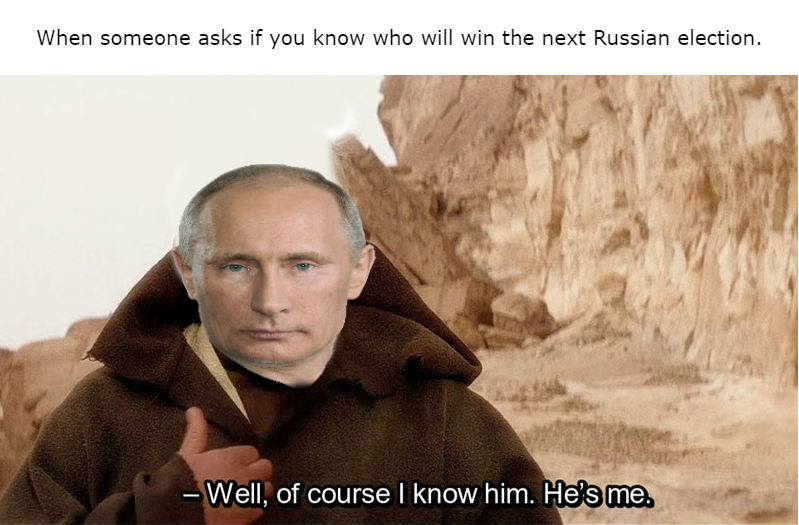 When someone asks if you know who will win the next Russian election.
– Well, of course I know him. He's me.